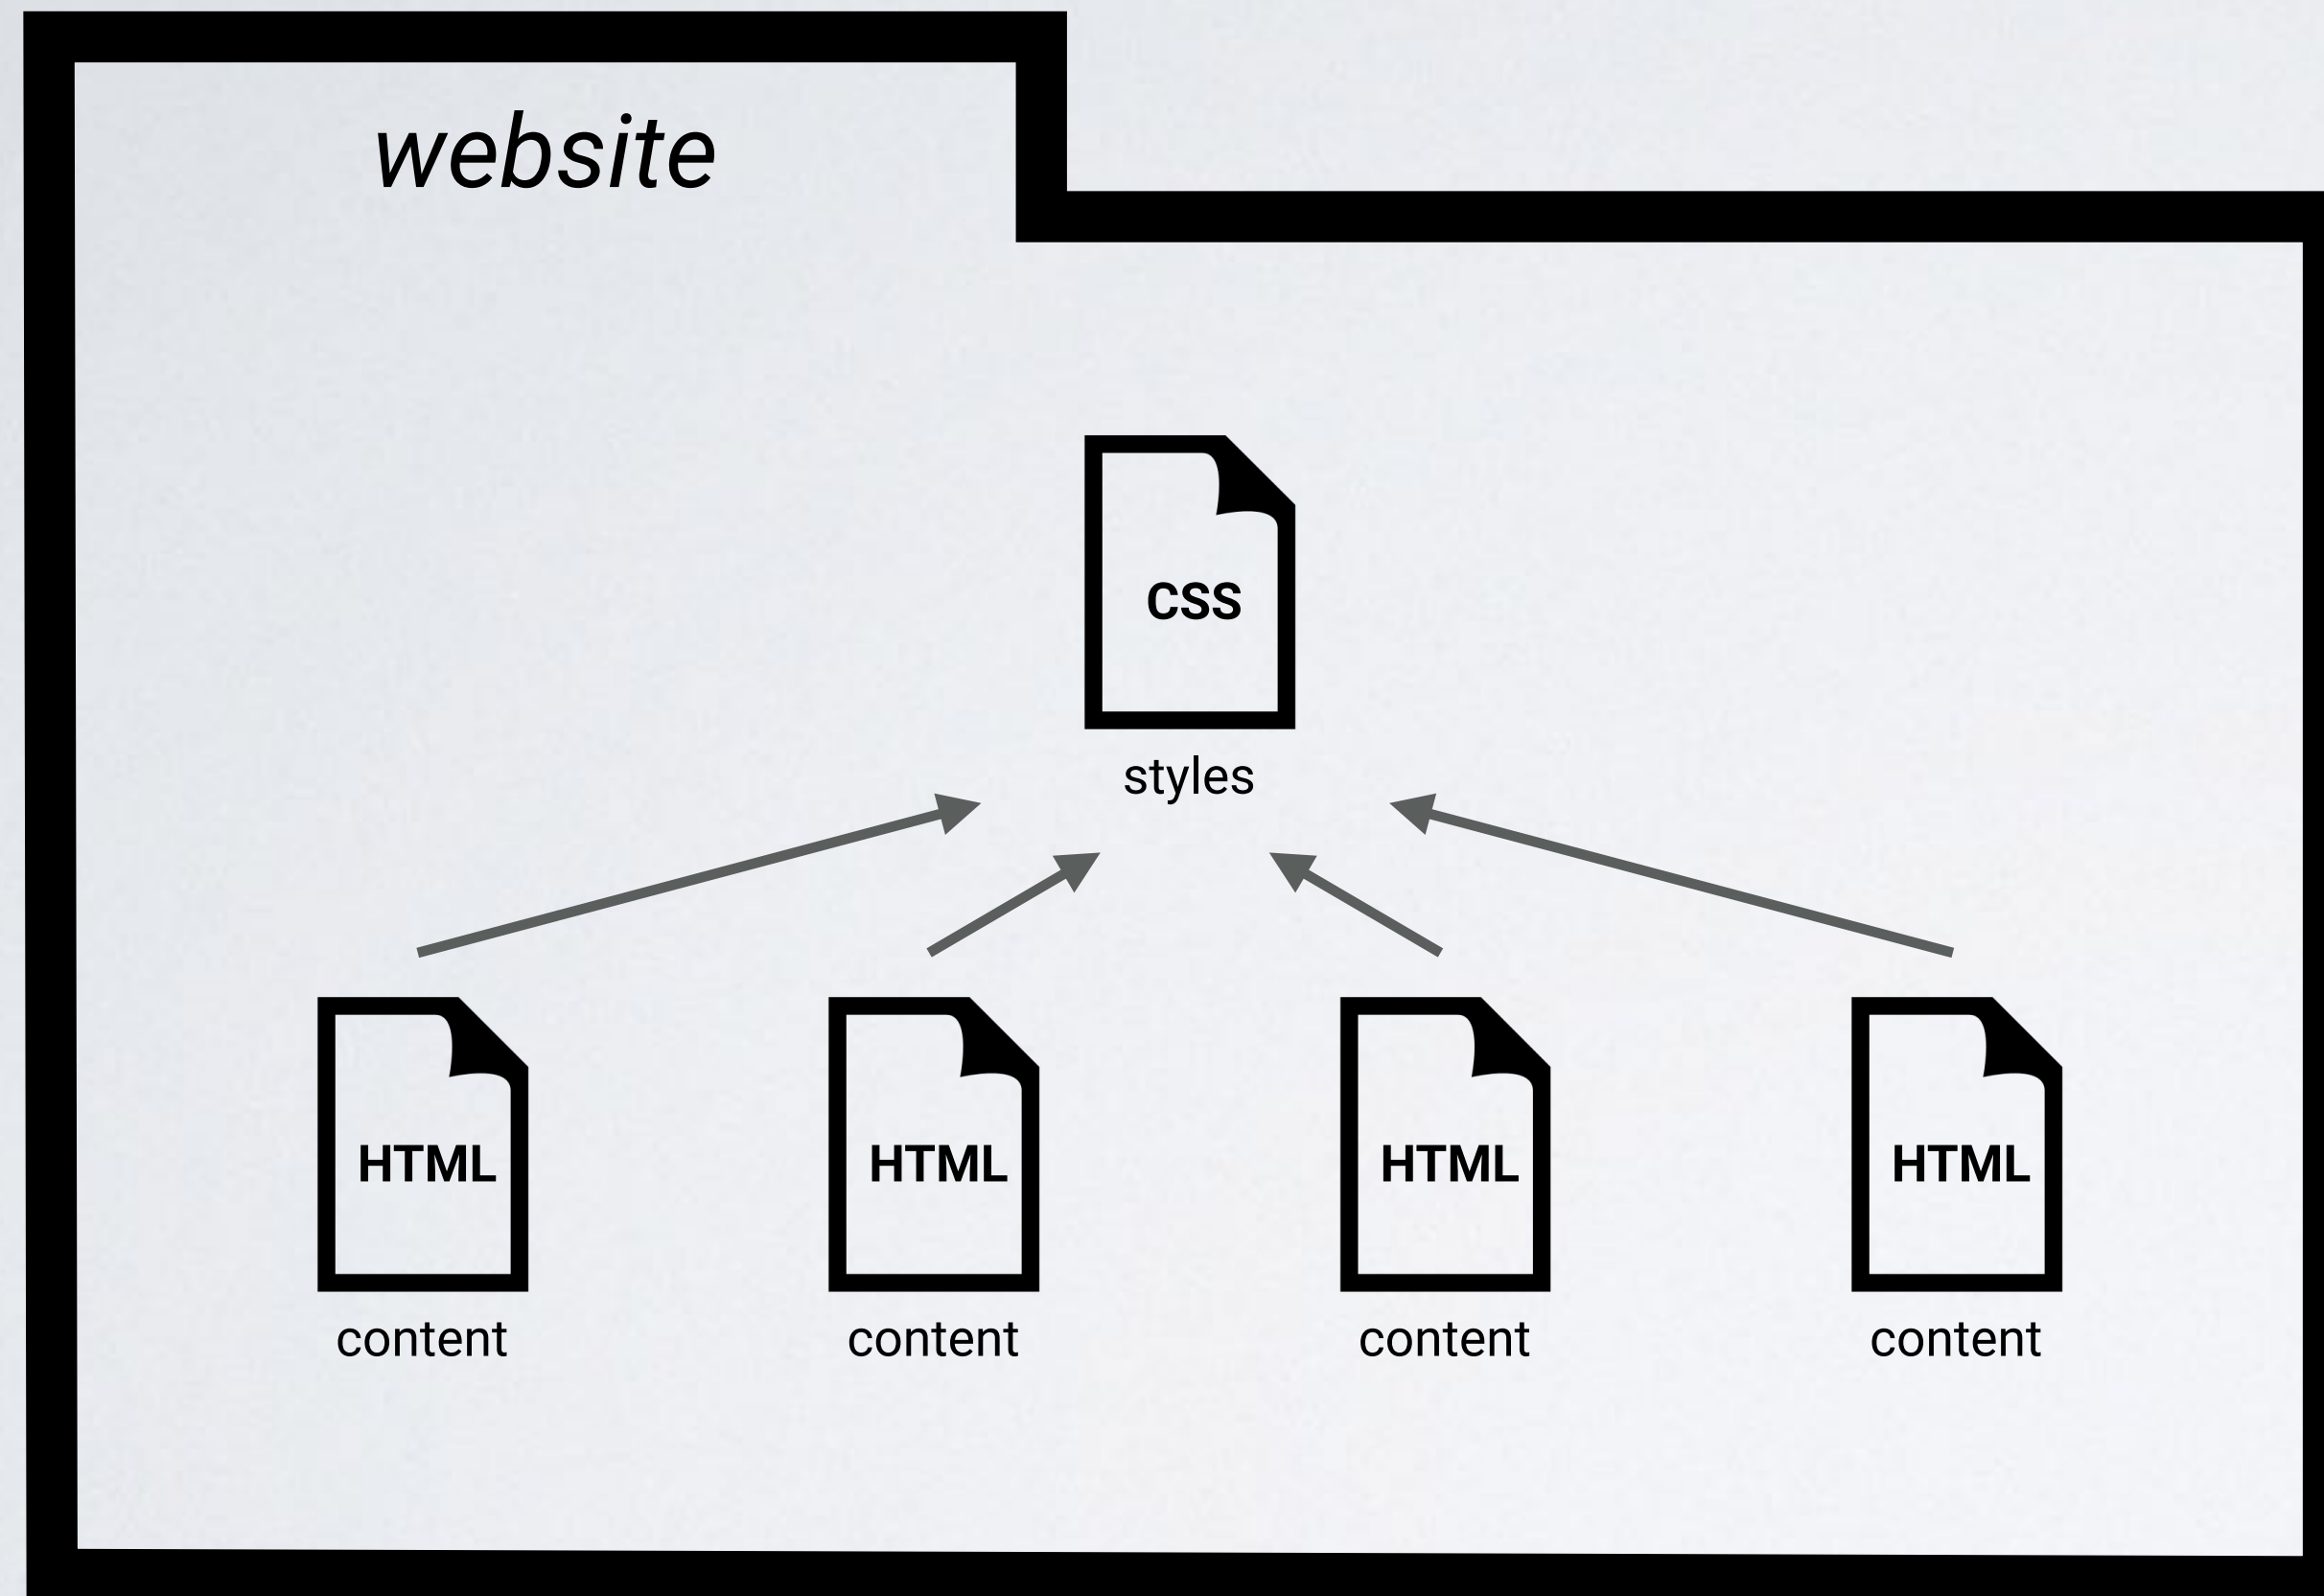 website
CSS
styles
HTML
HTML
HTML
HTML
content
content
content
content